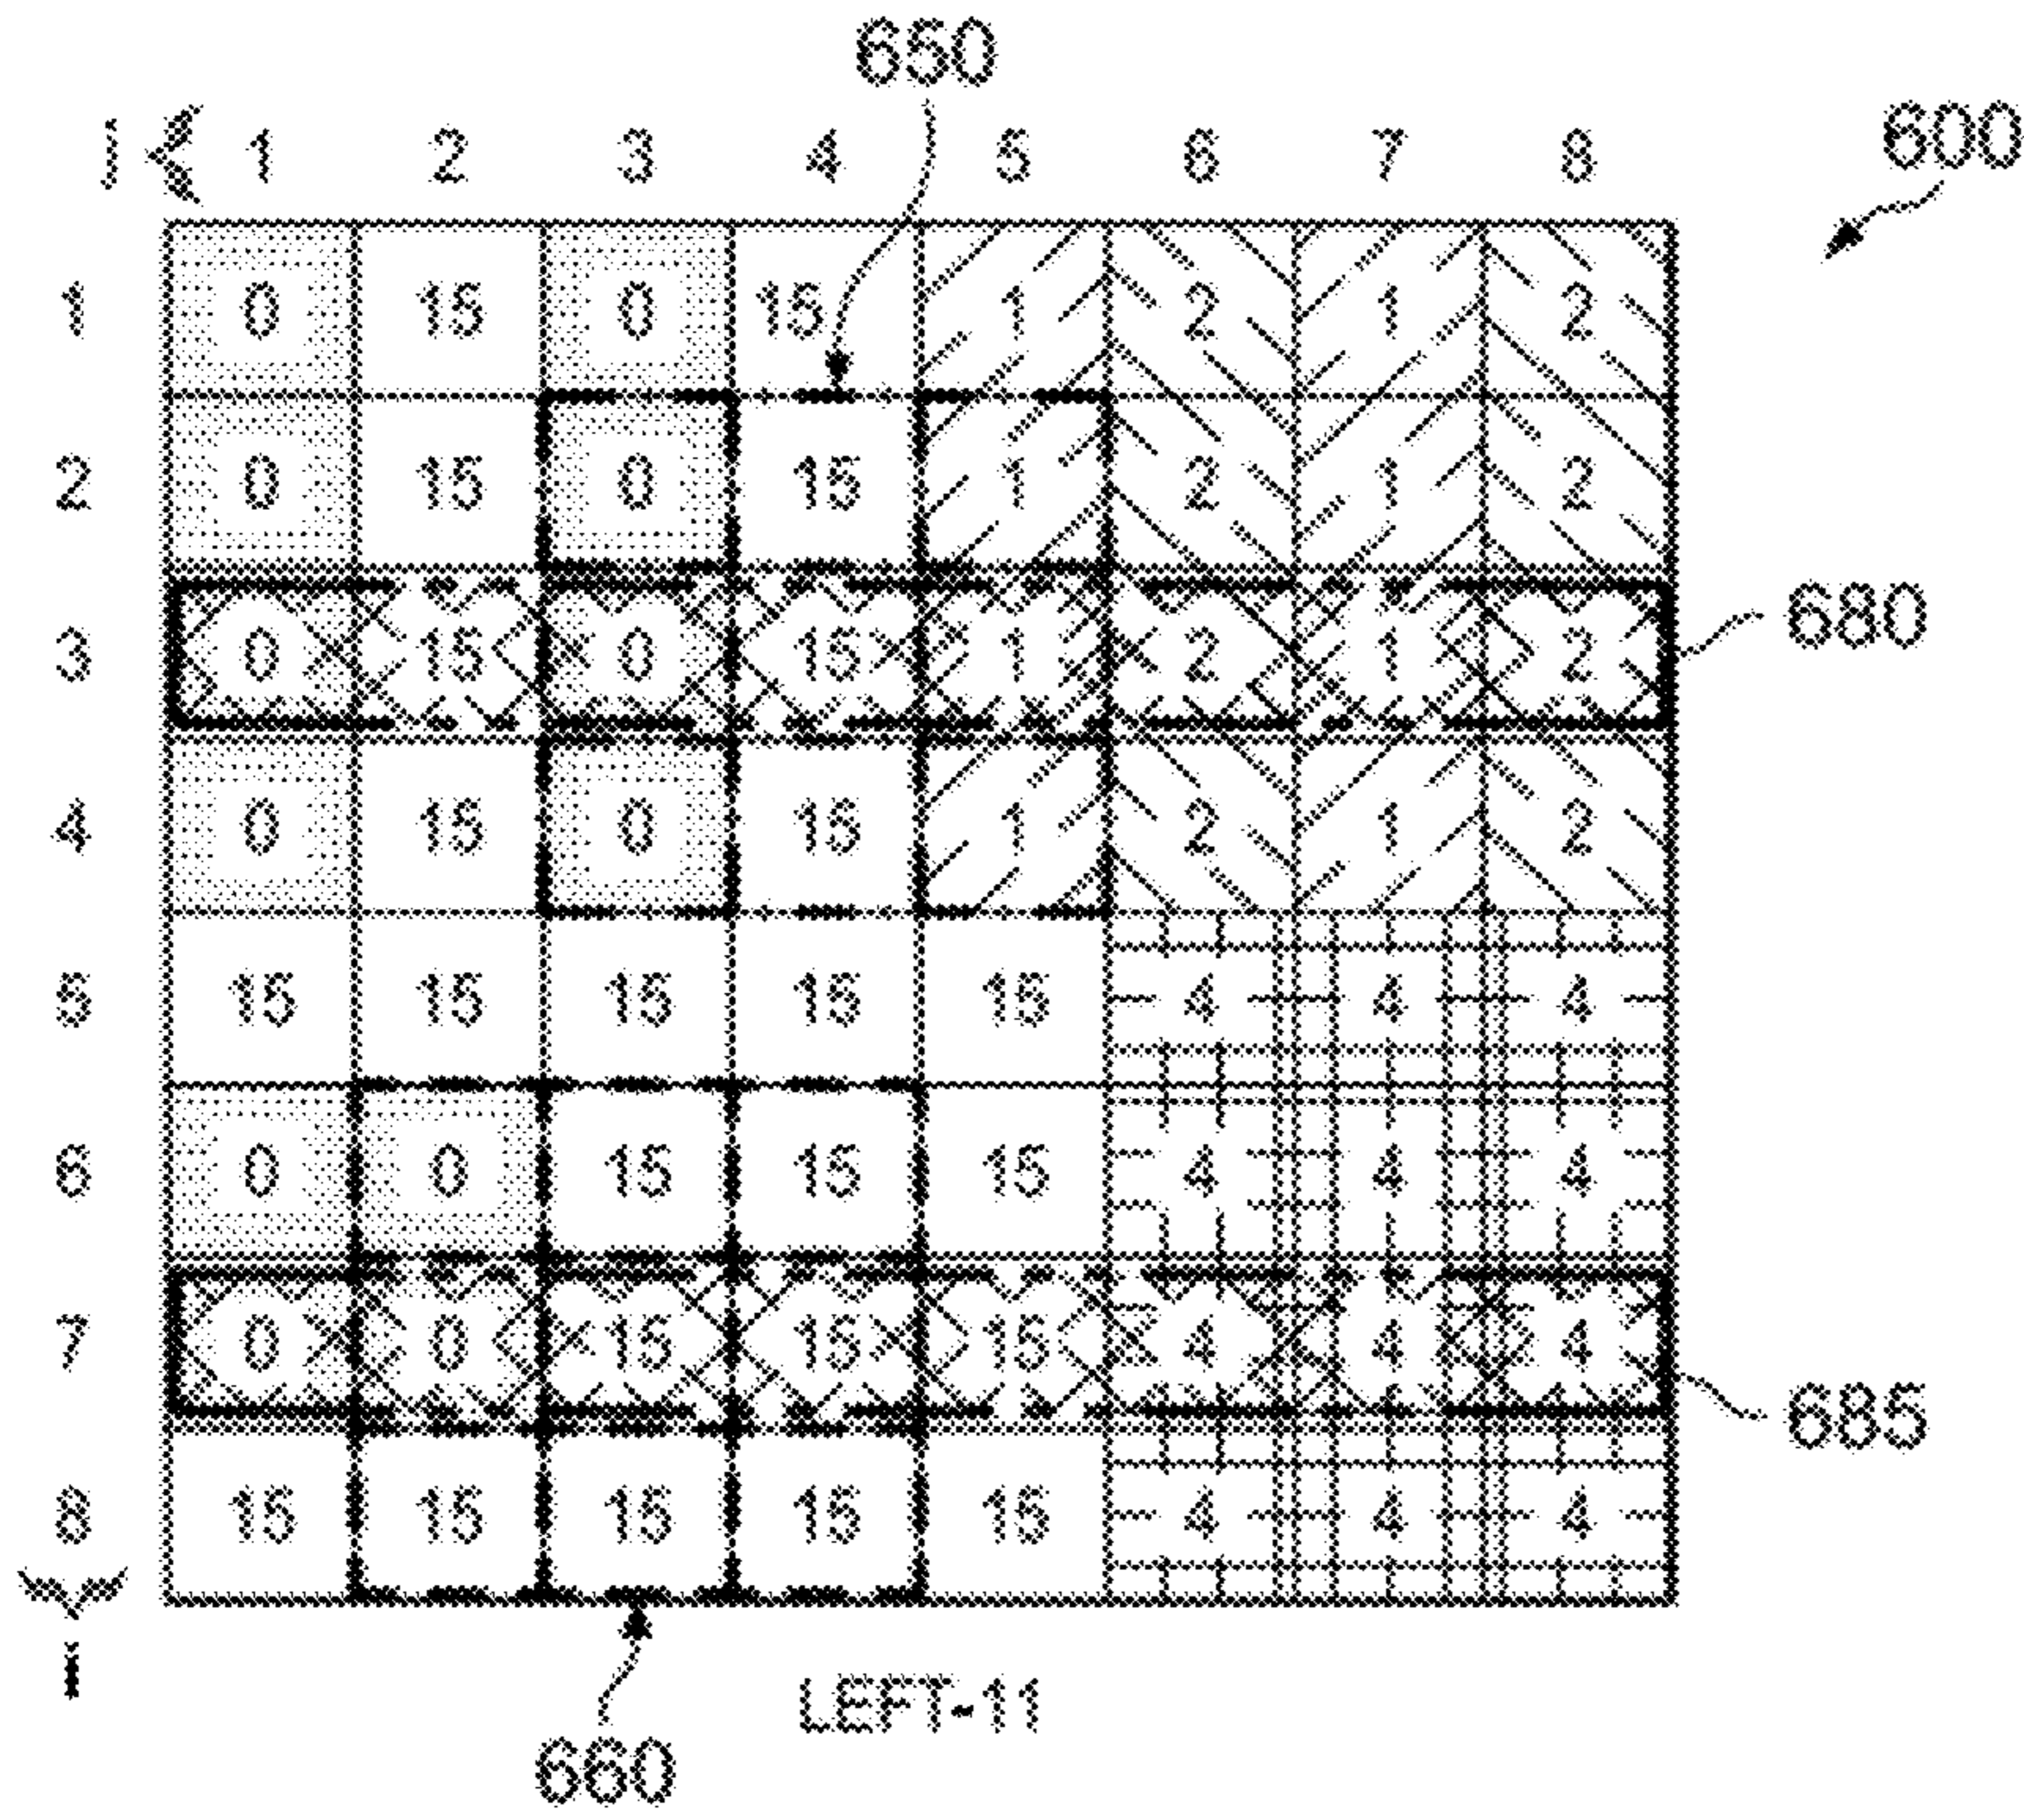 650
600
j 1 2 3 4 5 6 7 8
1 0 15 0 15 1 2 1 2
2 0 15 0 15 1 2 1 2
3 0 15 0 15 1 2 1 2
680
4 0 15 0 15 1 2 1 2
5 15 15 15 15 15 4 4 4
6 0 0 15 15 15 4 4 4
7 0 0 15 15 15 4 4 4
685
8 15 15 15 15 15 4 4 4
i
LEFT-11
660